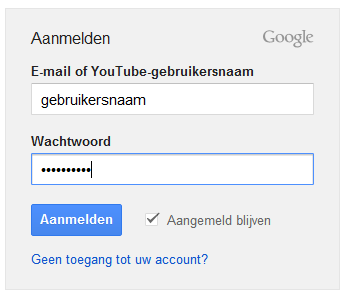 Aanmelden Google
E-mail of YouTube-gebruikersnaam
gebruikersnaam
Wachtwoord
••••••••••
Aanmelden Aangemeld blijven
Geen toegang tot uw account?